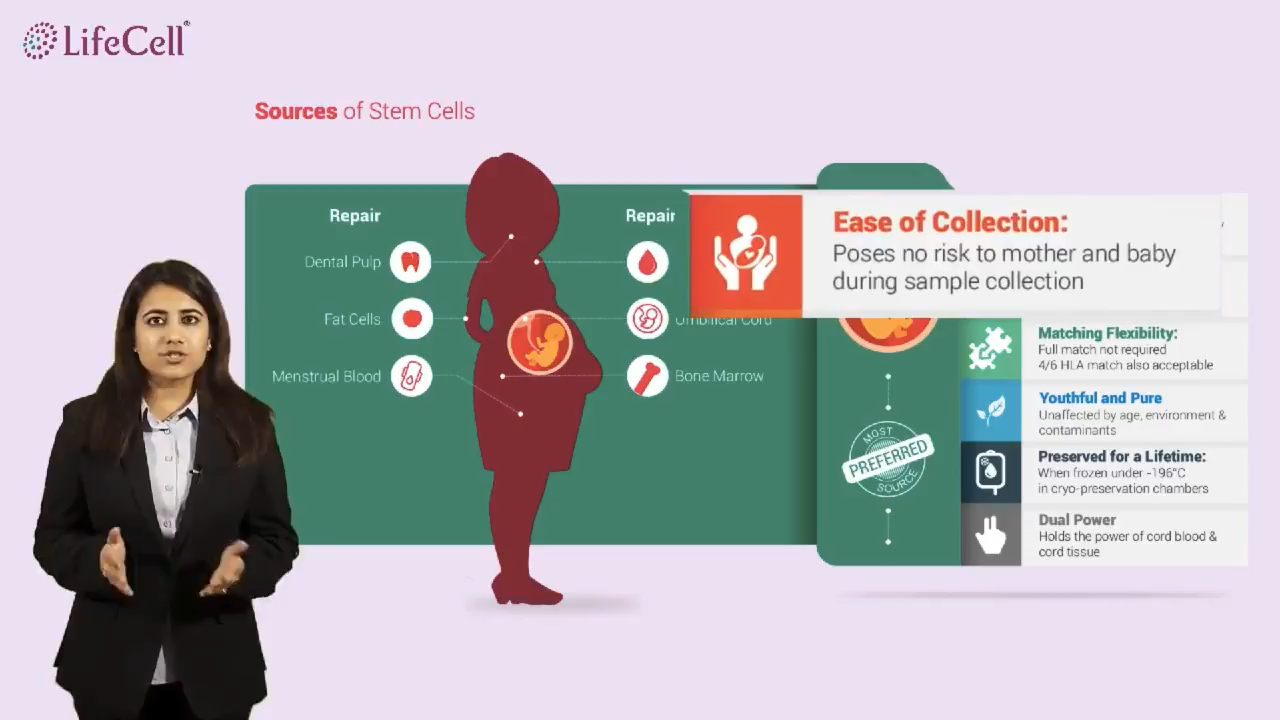 LifeCell®
Sources of Stem Cells
Repair
Dental Pulp
Fat Cells
Menstrual Blood
Repair
Umbilical Cord
Bone Marrow
Ease of Collection:
Poses no risk to mother and baby
during sample collection
MOST
PREFERRED
SOURCE
Matching Flexibility:
Full match not required
4/6 HLA match also acceptable
Youthful and Pure
Unaffected by age, environment &
contaminants
Preserved for a Lifetime:
When frozen under -196°C
in cryo-preservation chambers
Dual Power
Holds the power of cord blood &
cord tissue